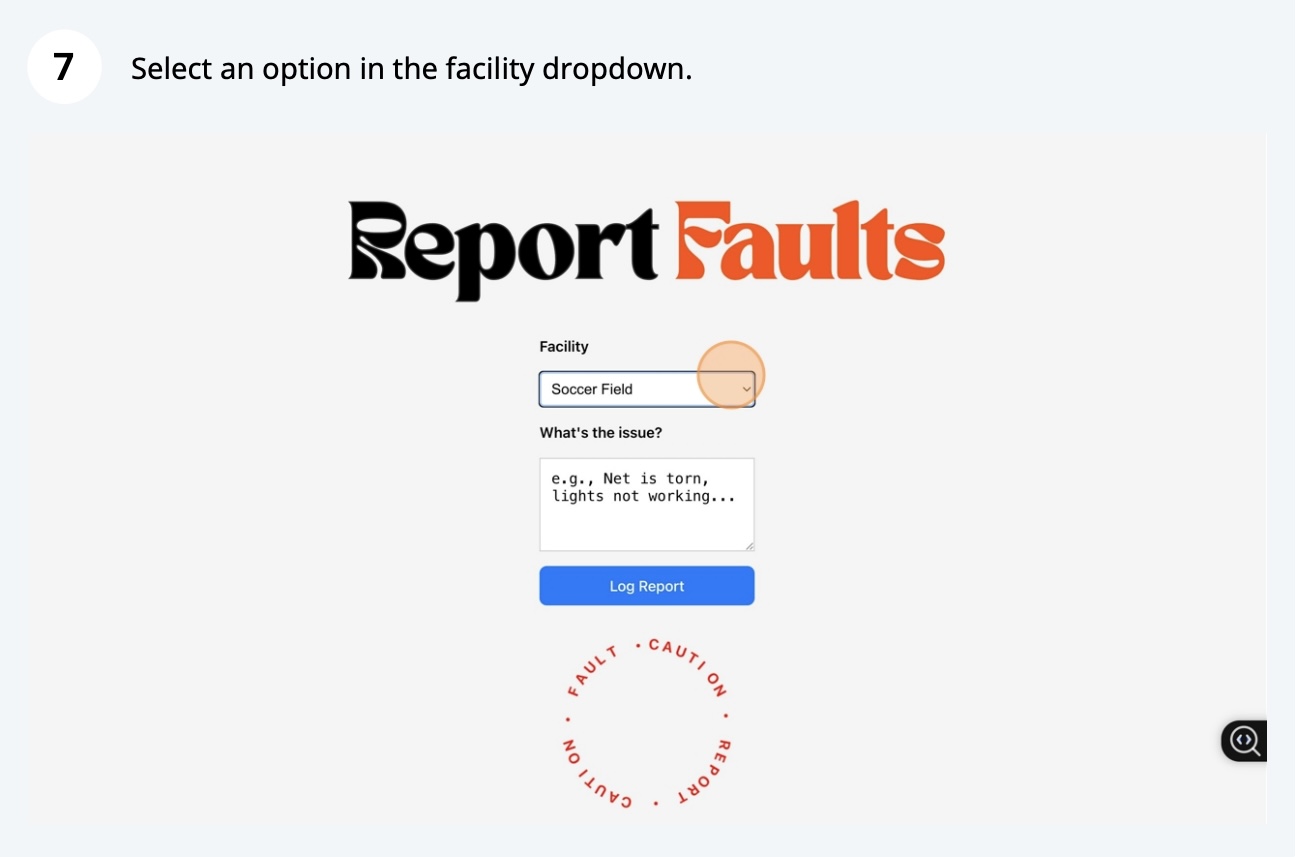 7
Select an option in the facility dropdown.
Report Faults
Facility
Soccer Field
What's the issue?
e.g., Net is torn,
lights not working...
Log Report
• CAUTION • REPORT • CAUTION • FAULT